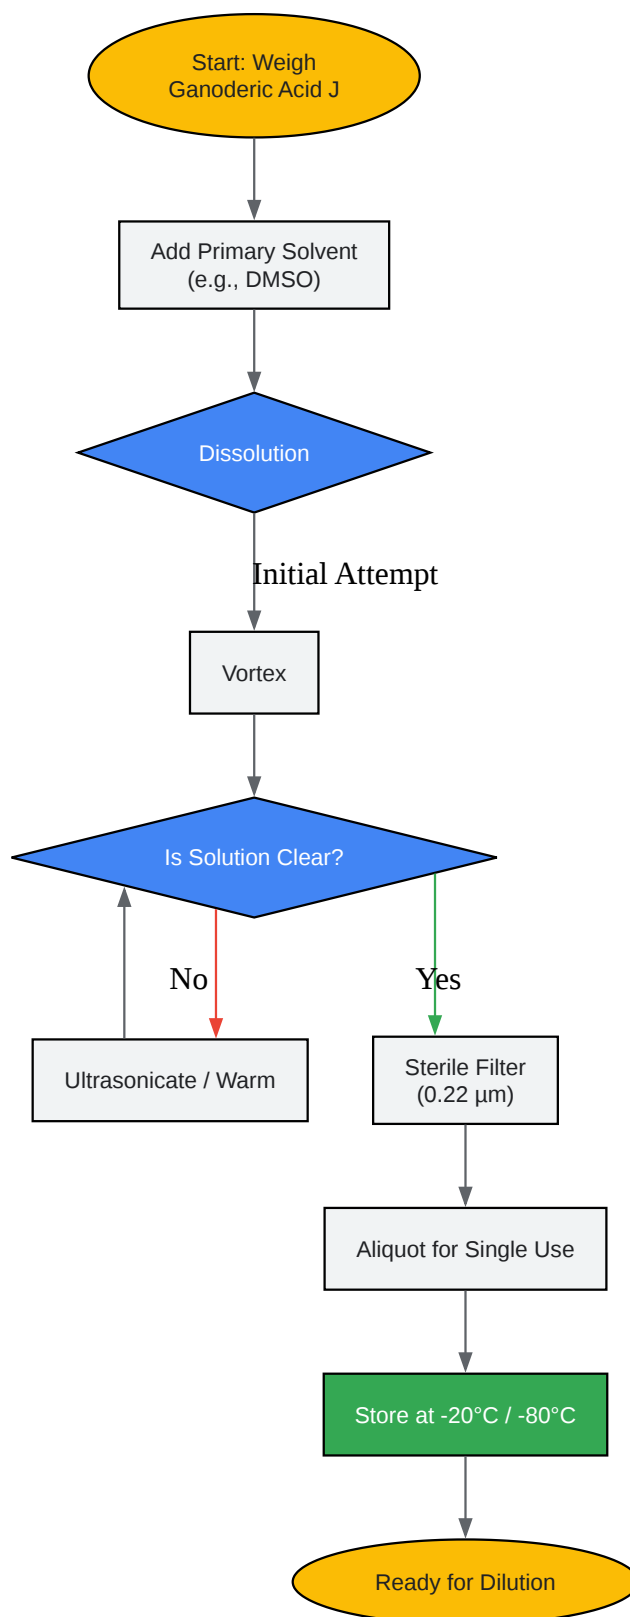 Start: Weigh
Ganoderic Acid J
Add Primary Solvent
(e.g., DMSO)
Dissolution
Initial Attempt
Vortex
Is Solution Clear?
No
Yes
Ultrasonicate / Warm
Sterile Filter
(0.22 µm)
Aliquot for Single Use
Store at -20°C / -80°C
Ready for Dilution